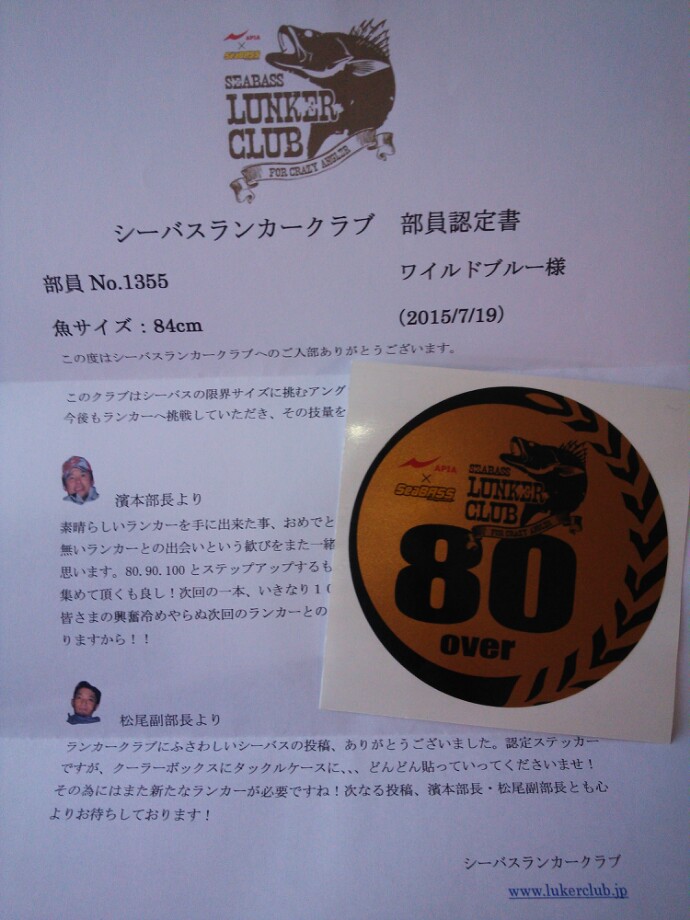 APIA
×
SeaBASS
SEABASS
LUNKER
CLUB
FOR CRAZY ANGLER
シーバスランカークラブ 部員認定書
部員 No.1355
ワイルドブルー様
魚サイズ：84cm
（2015/7/19）
この度はシーバスランカークラブへのご入部ありがとうございます。
このクラブはシーバスの限界サイズに挑むアング
今後もランカーへ挑戦していただき、その技量を
濱本部長より
素晴らしいランカーを手に出来た事、おめでと
無いランカーとの出会いという歓びをまた一緒
思います。80.90.100 とステップアップするも
集めて頂くも良し！次回の一本、いきなり１０
皆さまの興奮冷めやらぬ次回のランカーとの
りますから！！
APIA
×
SeaBASS
SEABASS
LUNKER
CLUB
FOR CRAZY ANGLER
80
over
松尾副部長より
ランカークラブにふさわしいシーバスの投稿、ありがとうございました。認定ステッカー
ですが、クーラーボックスにタックルケースに、、、どんどん貼っていってくださいませ！
その為にはまた新たなランカーが必要ですね！次なる投稿、濱本部長・松尾副部長とも心
よりお待ちしております！
シーバスランカークラブ
www.lukerclub.jp